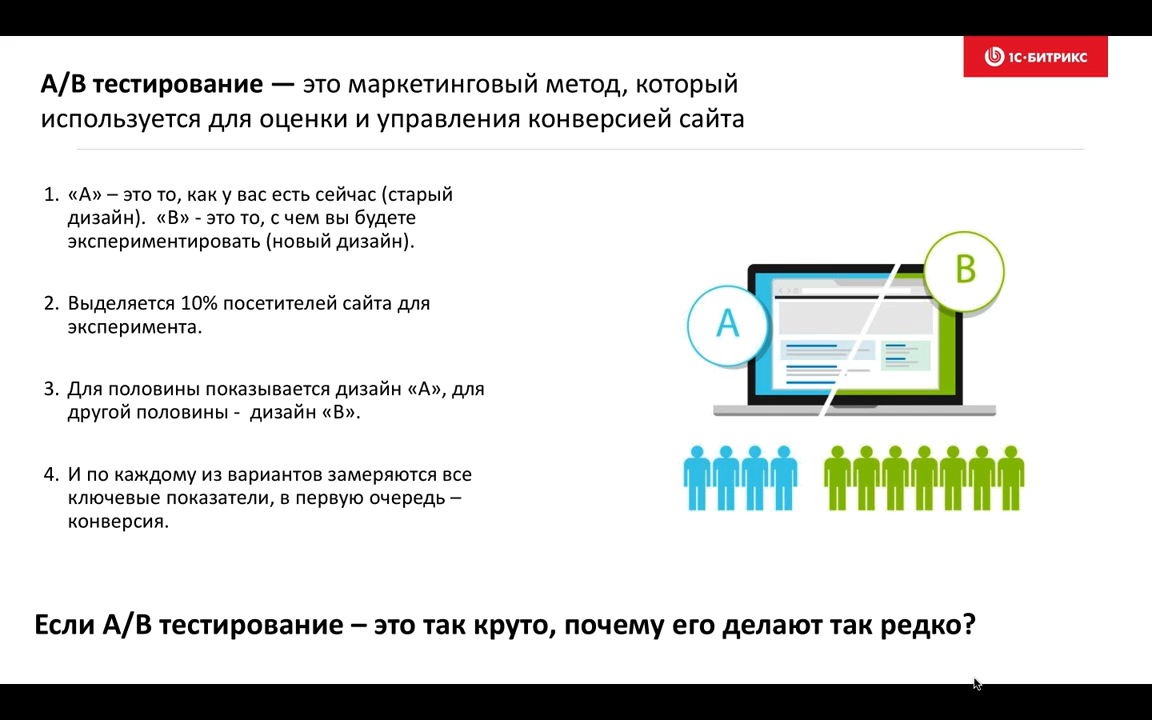 1С·БИТРИКС
А/В тестирование — это маркетинговый метод, который
используется для оценки и управления конверсией сайта
1. «А» – это то, как у вас есть сейчас (старый
дизайн).  «В» - это то, с чем вы будете
экспериментировать (новый дизайн).
2. Выделяется 10% посетителей сайта для
эксперимента.
3. Для половины показывается дизайн «А», для
другой половины -  дизайн «В».
4. И по каждому из вариантов замеряются все
ключевые показатели, в первую очередь –
конверсия.
A
B
Если А/В тестирование – это так круто, почему его делают так редко?